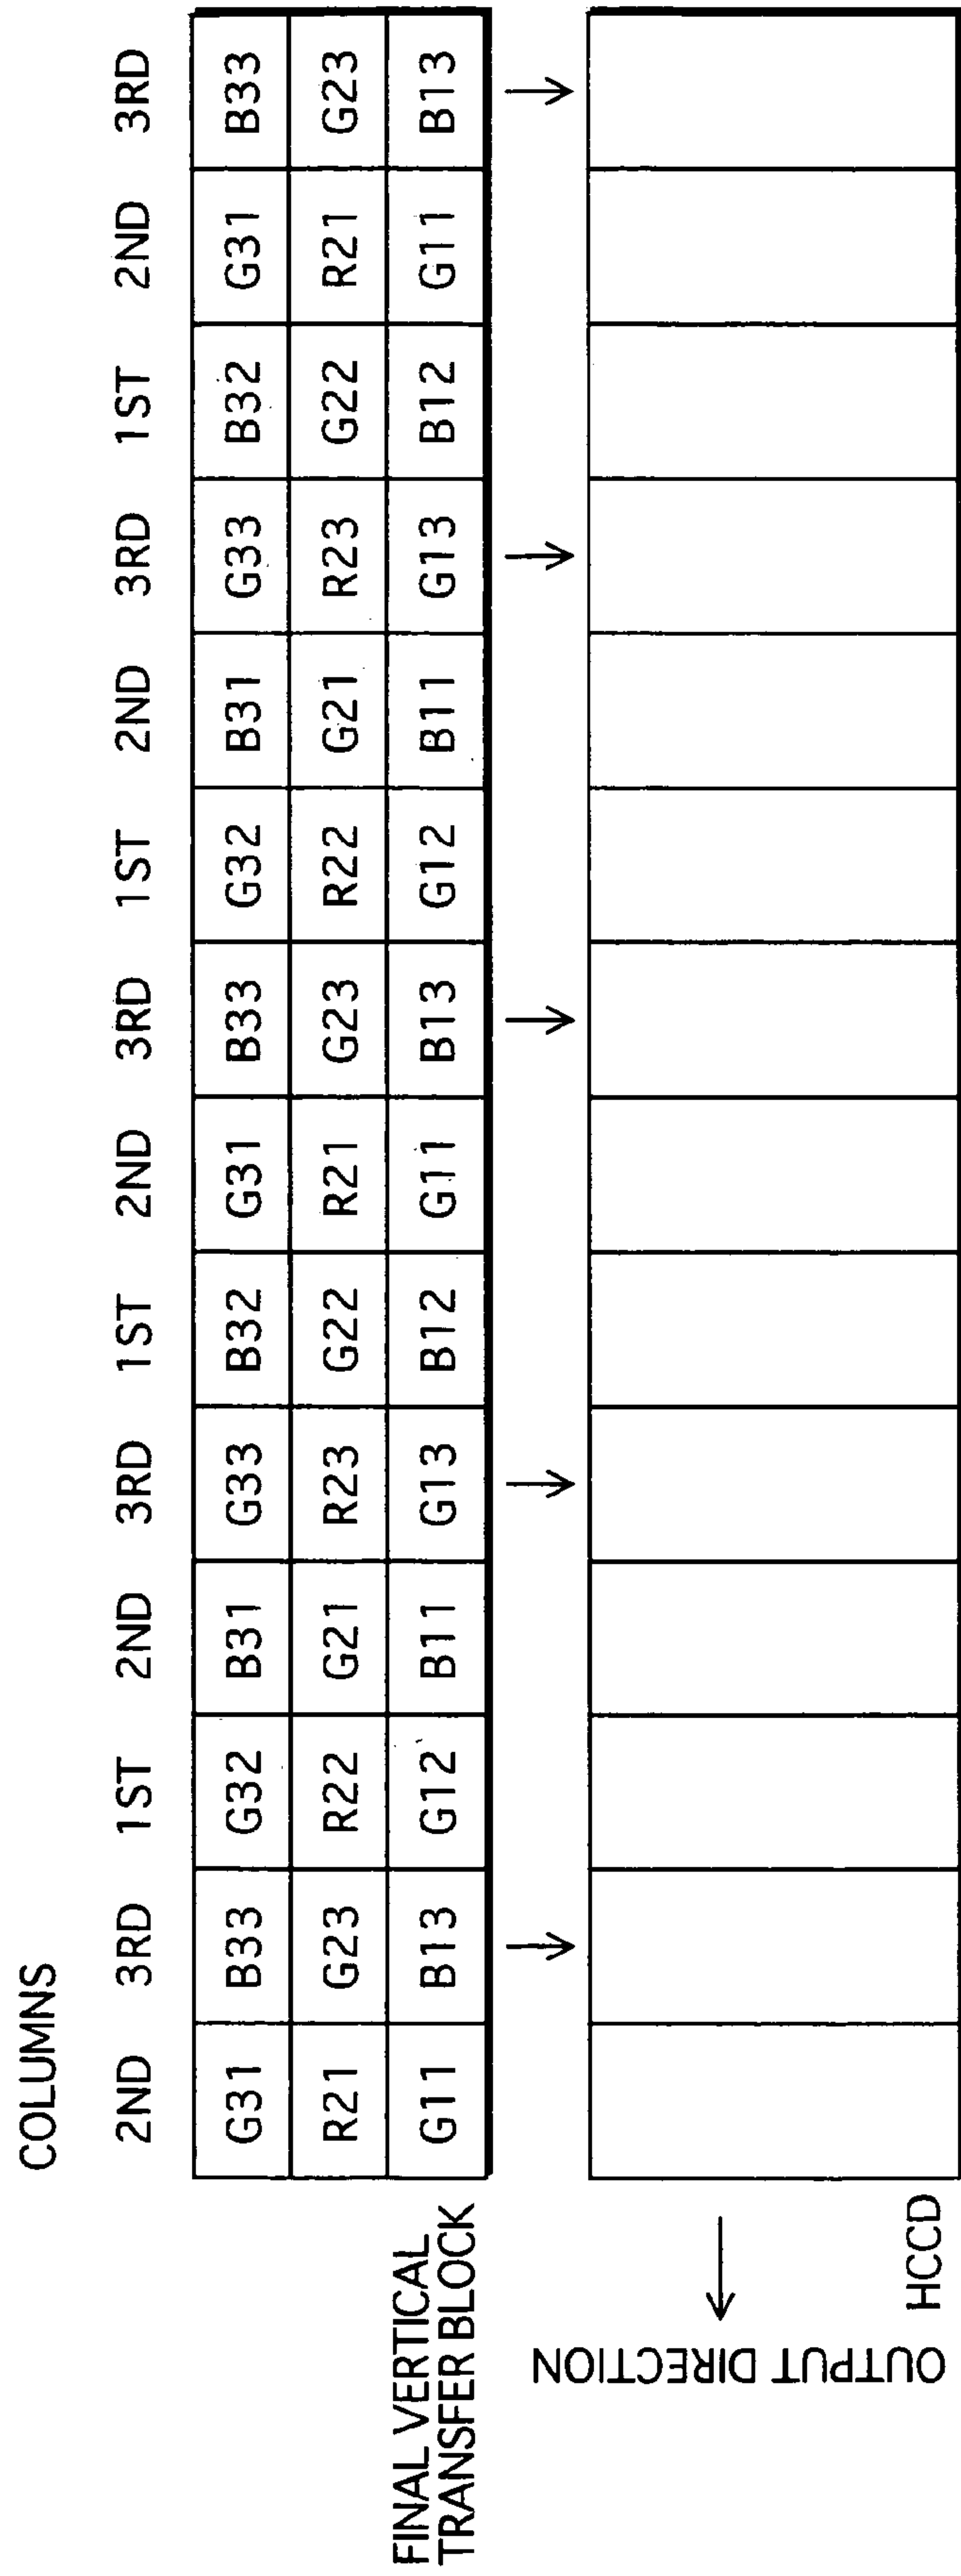 COLUMNS
2ND 3RD 1ST 2ND 3RD 1ST 2ND 3RD 1ST 2ND 3RD 1ST 2ND 3RD
G31 B33 G32 B31 G33 B32 G31 B33 G32 B31 G33 B32 G31 B33
R21 G23 R22 G21 R23 G22 R21 G23 R22 G21 R23 G22 R21 G23
G11 B13 G12 B11 G13 B12 G11 B13 G12 B11 G13 B12 G11 B13
FINAL VERTICAL
TRANSFER BLOCK
OUTPUT DIRECTION
HCCD